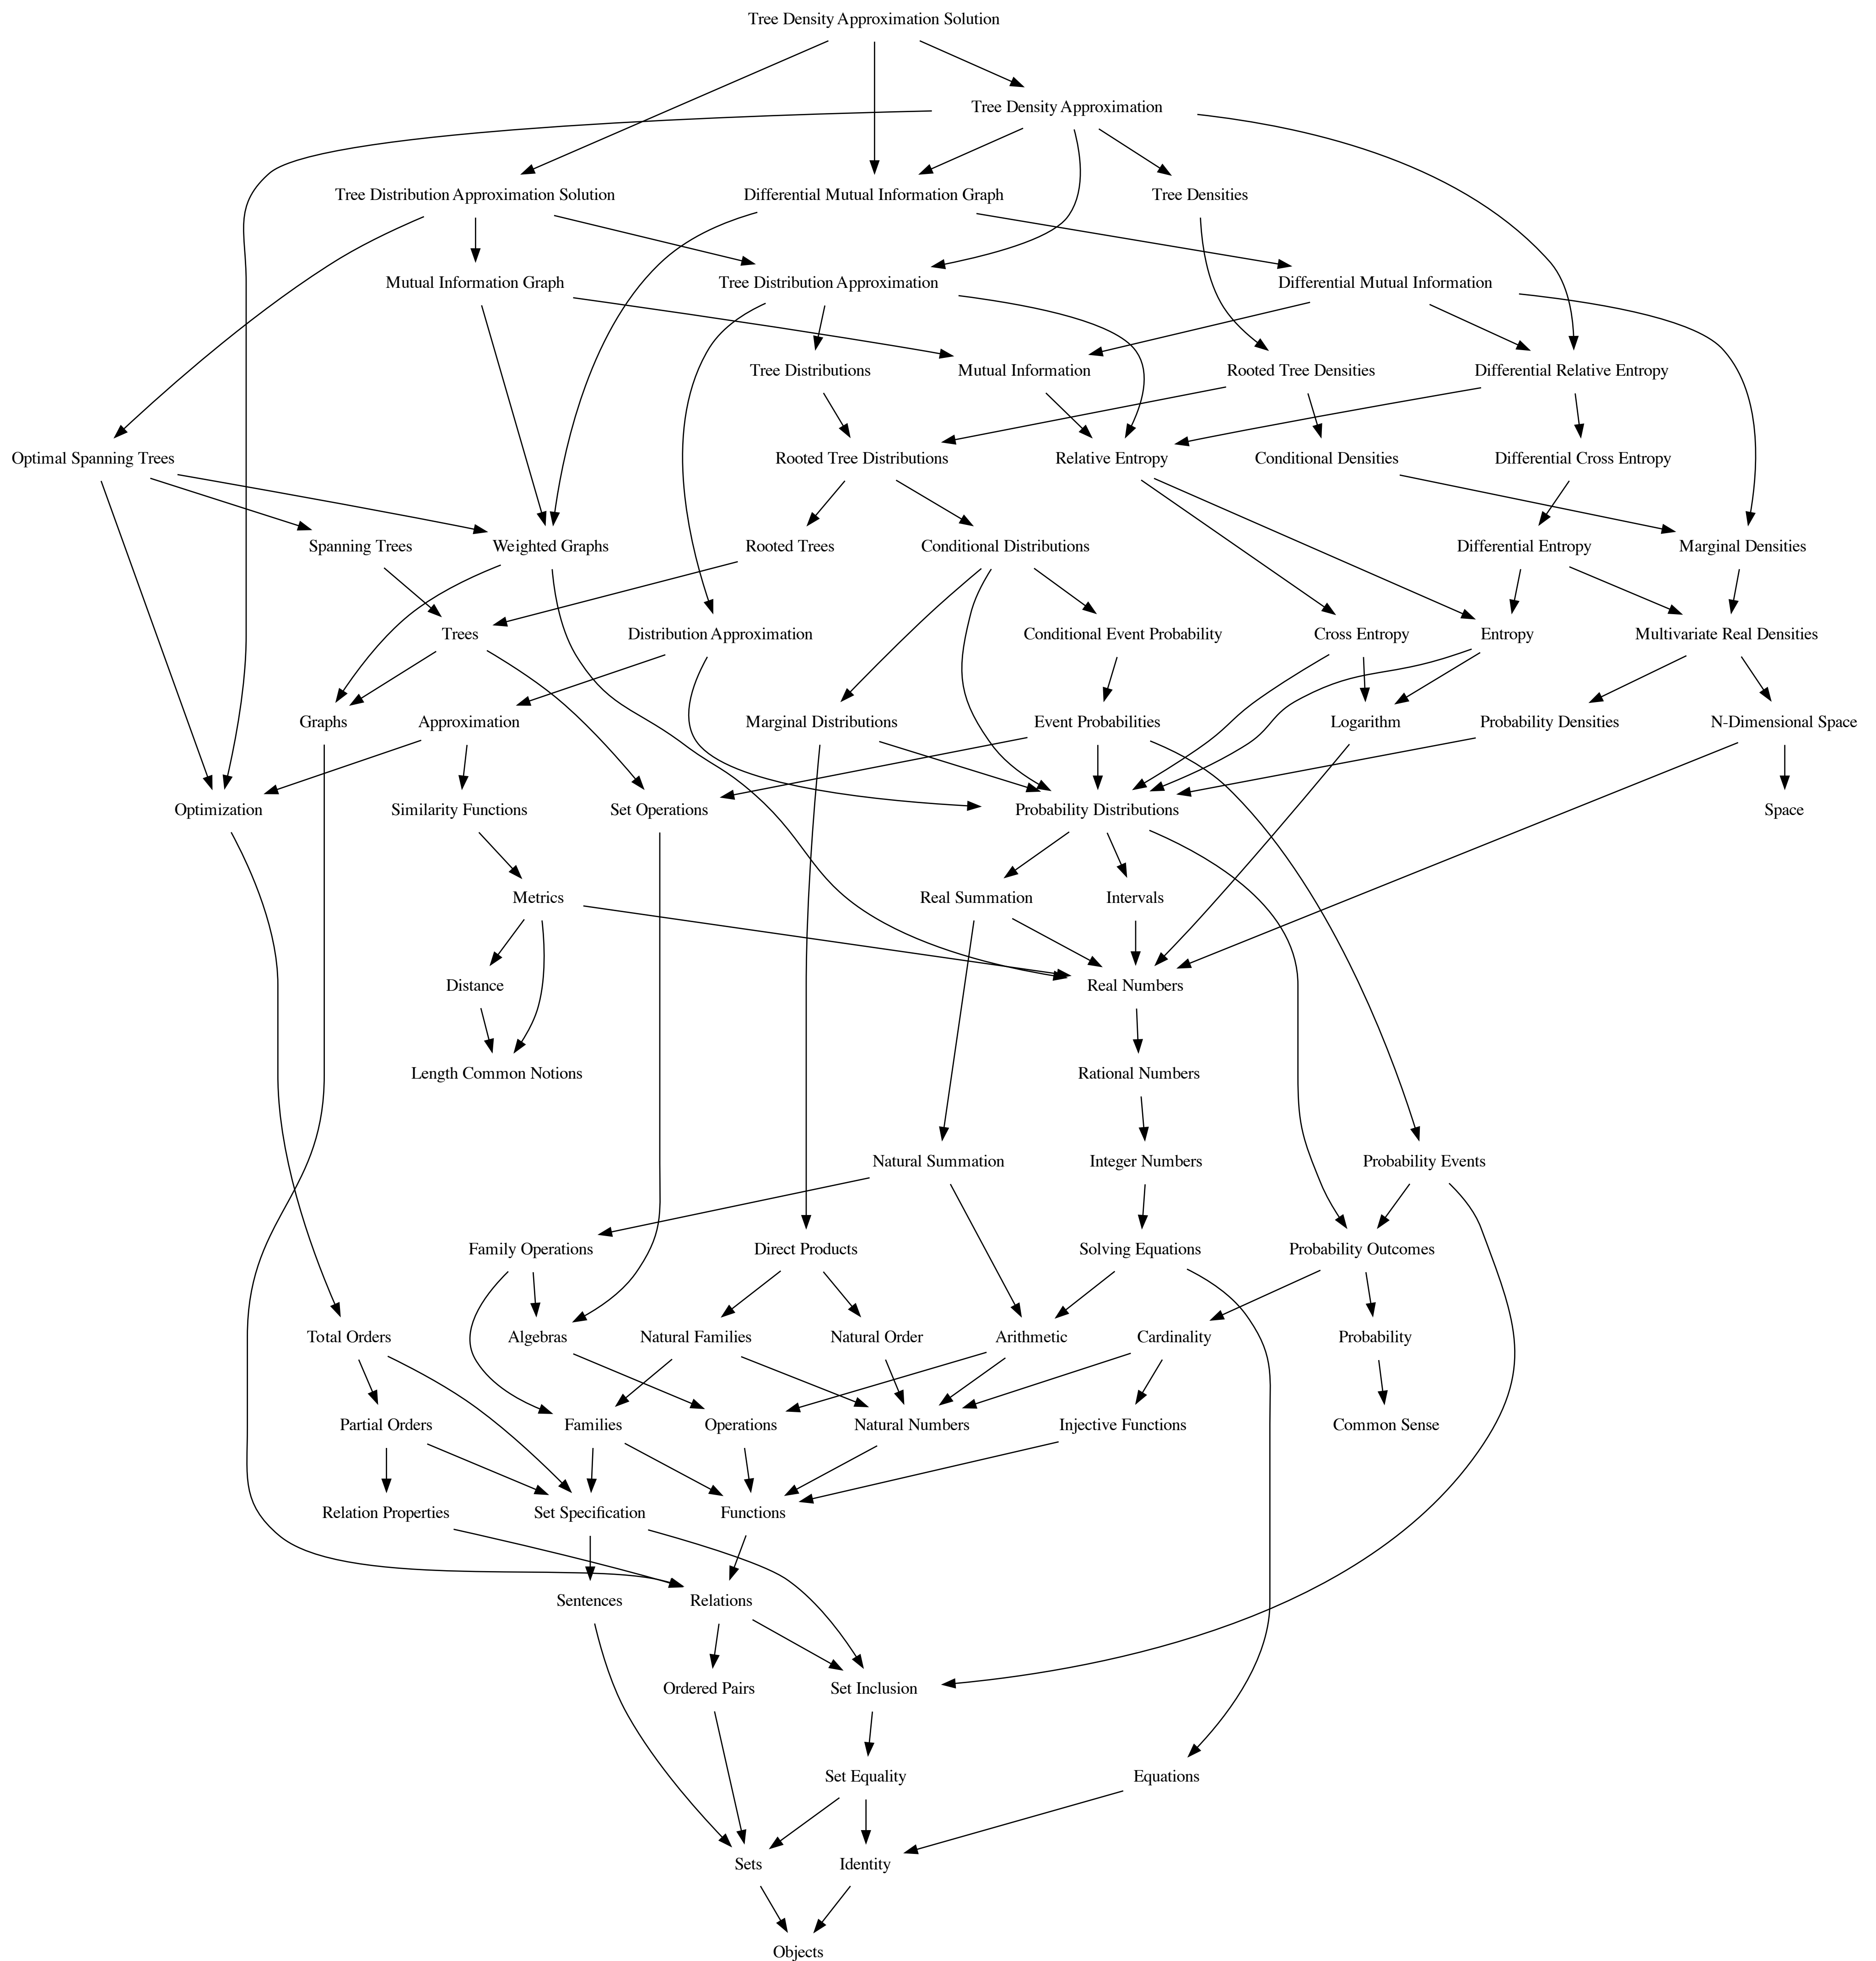 Tree Density Approximation Solution
Tree Density Approximation
Tree Distribution Approximation Solution
Differential Mutual Information Graph
Tree Densities
Mutual Information Graph
Tree Distribution Approximation
Differential Mutual Information
Tree Distributions
Mutual Information
Rooted Tree Densities
Differential Relative Entropy
Optimal Spanning Trees
Rooted Tree Distributions
Relative Entropy
Conditional Densities
Differential Cross Entropy
Spanning Trees
Weighted Graphs
Rooted Trees
Conditional Distributions
Differential Entropy
Marginal Densities
Trees
Distribution Approximation
Conditional Event Probability
Cross Entropy
Entropy
Multivariate Real Densities
Graphs
Approximation
Marginal Distributions
Event Probabilities
Logarithm
Probability Densities
N-Dimensional Space
Optimization
Similarity Functions
Set Operations
Probability Distributions
Space
Metrics
Real Summation
Intervals
Distance
Real Numbers
Length Common Notions
Rational Numbers
Natural Summation
Integer Numbers
Probability Events
Family Operations
Direct Products
Solving Equations
Probability Outcomes
Total Orders
Algebras
Natural Families
Natural Order
Arithmetic
Cardinality
Probability
Partial Orders
Families
Operations
Natural Numbers
Injective Functions
Common Sense
Relation Properties
Set Specification
Functions
Sentences
Relations
Ordered Pairs
Set Inclusion
Set Equality
Equations
Sets
Identity
Objects